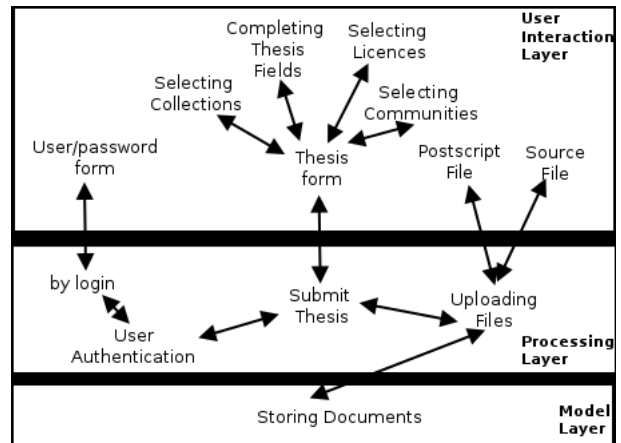 User
Interaction
Layer
Completing
Thesis
Fields
Selecting
Licences
Selecting
Collections
Selecting
Communities
User/password
form
Thesis
form
Postscript
File
Source
File
by login
Submit
Thesis
Uploading
Files
User
Authentication
Processing
Layer
Storing Documents
Model
Layer